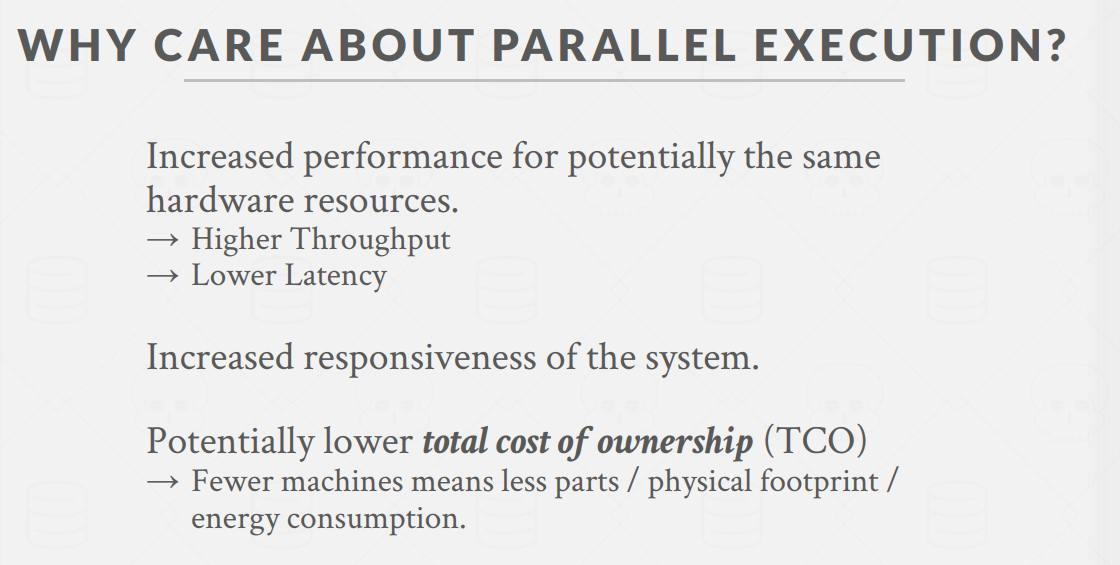 WHY CARE ABOUT PARALLEL EXECUTION?
Increased performance for potentially the same
hardware resources.
→ Higher Throughput
→ Lower Latency
Increased responsiveness of the system.
Potentially lower total cost of ownership (TCO)
→ Fewer machines means less parts / physical footprint /
energy consumption.